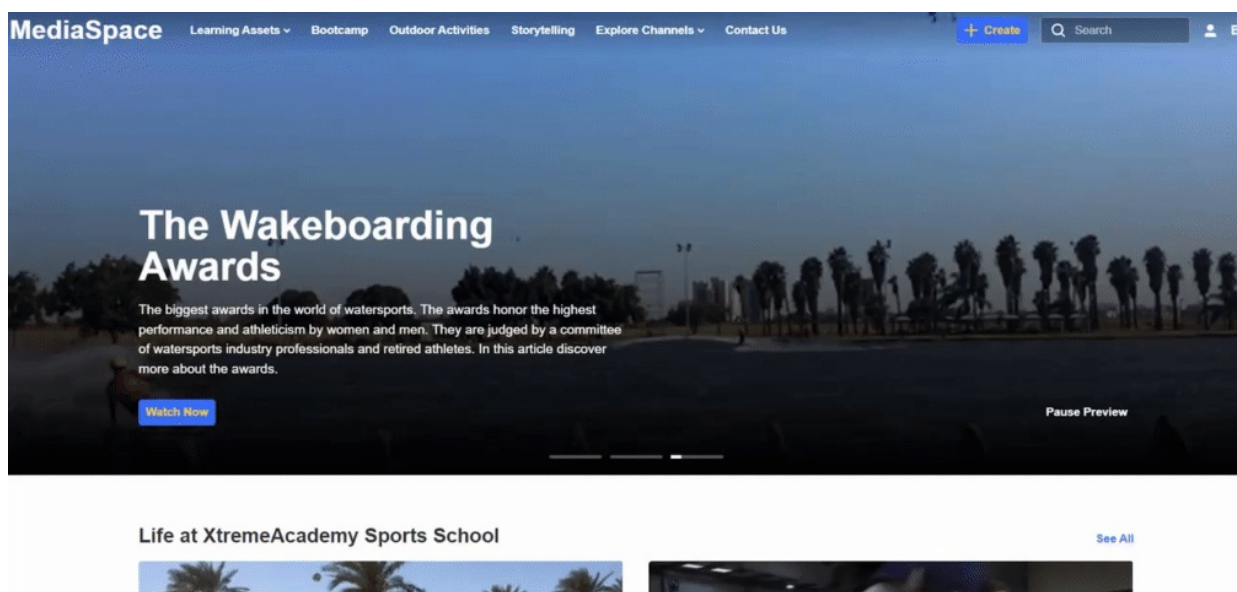 MediaSpace Learning Assets Bootcamp Outdoor Activities Storytelling Explore Channels Contact Us + Create Search
The Wakeboarding
Awards
The biggest awards in the world of watersports. The awards honor the highest
performance and athleticism by women and men. They are judged by a committee
of watersports industry professionals and retired athletes. In this article discover
more about the awards.
Watch Now
Pause Preview
Life at XtremeAcademy Sports School
See All